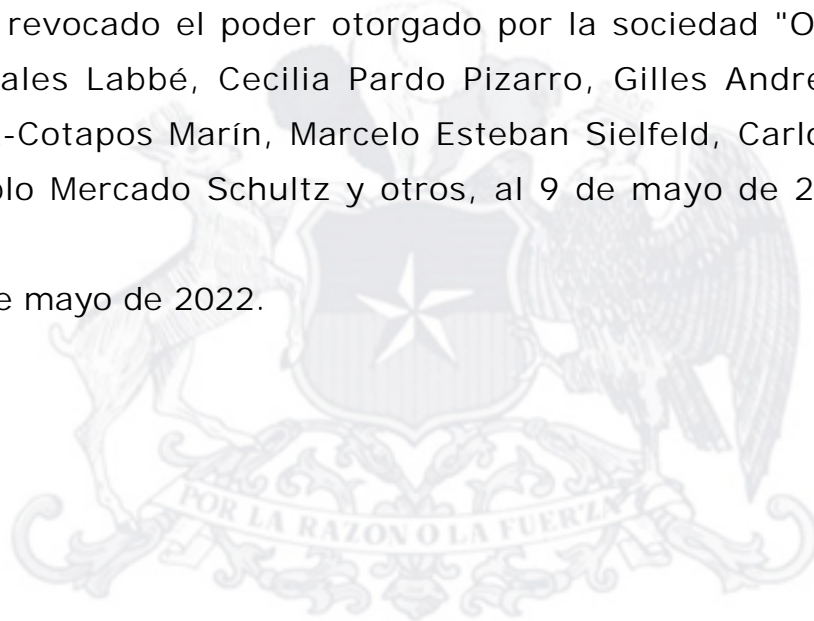 revocado el poder otorgado por la sociedad "O
ales Labbé, Cecilia Pardo Pizarro, Gilles André
-Cotapos Marín, Marcelo Esteban Sielfeld, Carlo
olo Mercado Schultz y otros, al 9 de mayo de 2
e mayo de 2022.
POR LA RAZON O LA FUERZA